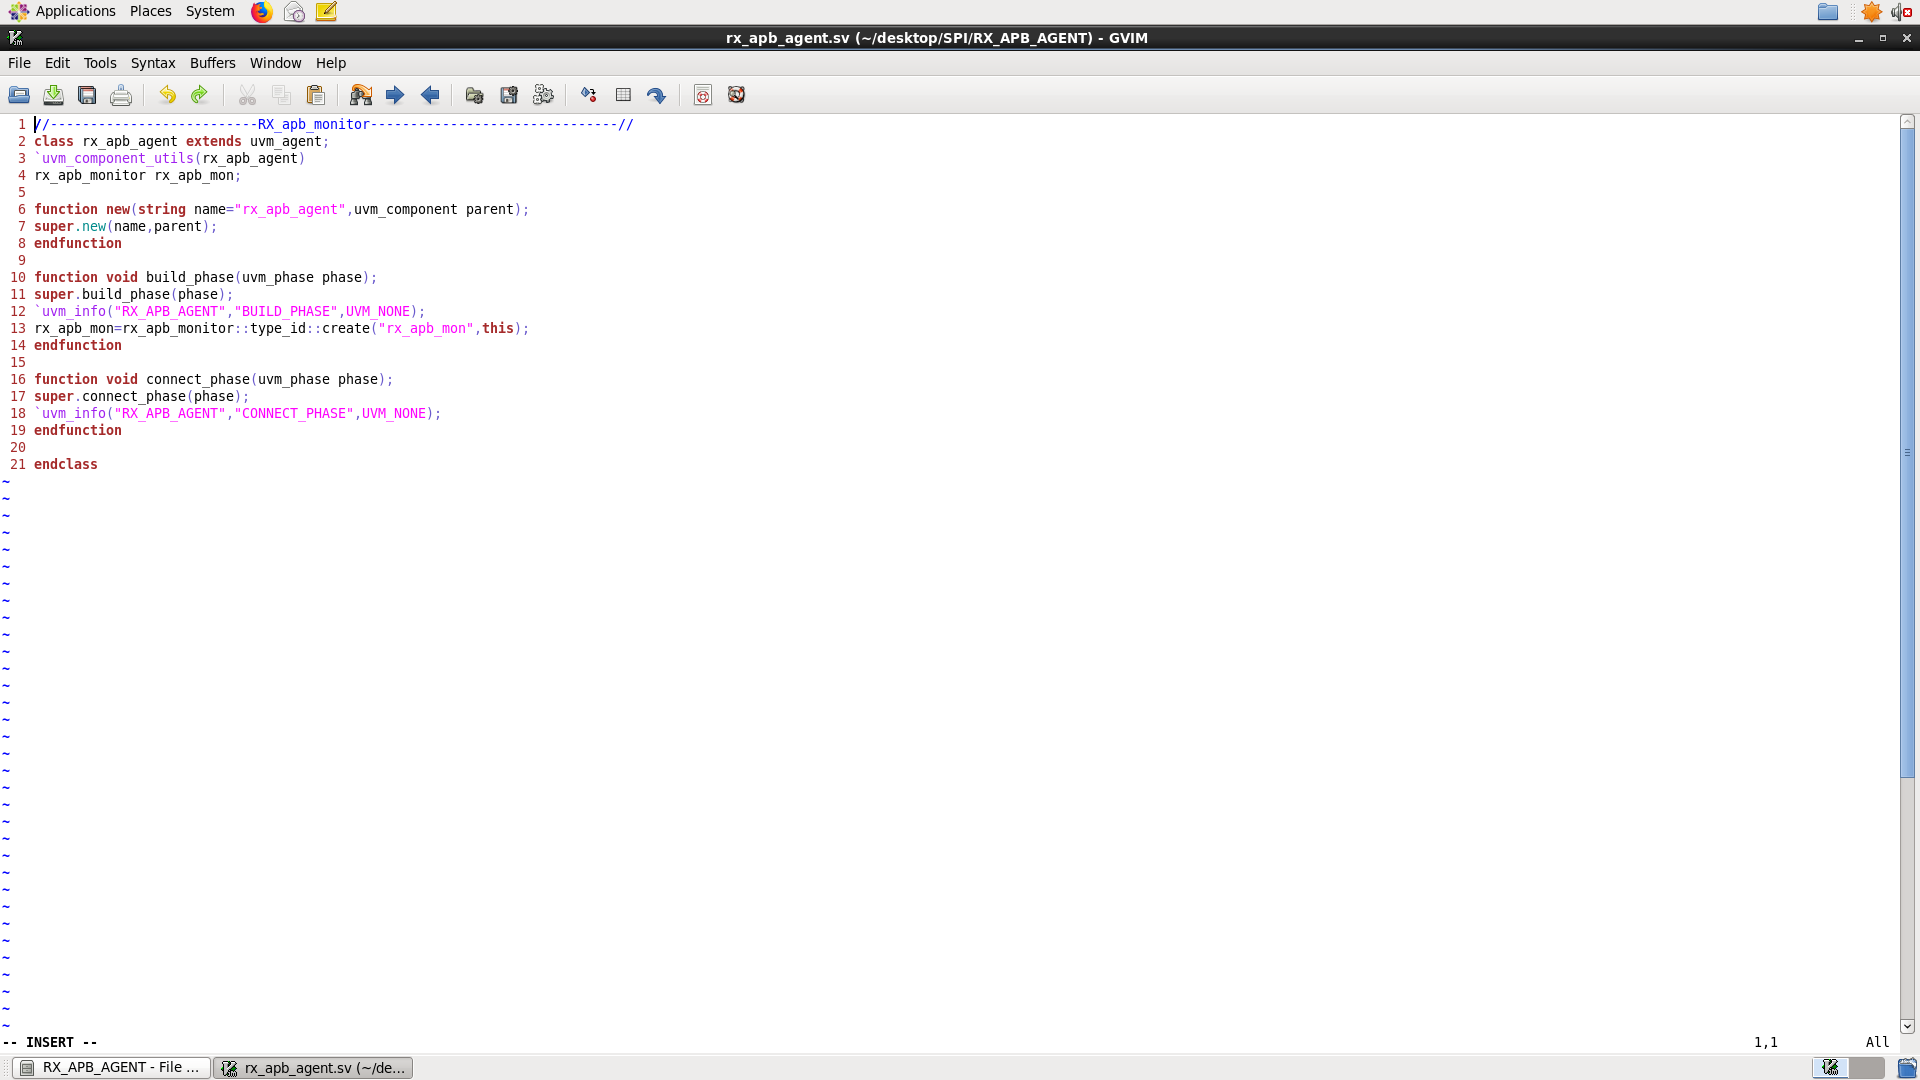 Applications Places System
rx_apb_agent.sv (~/desktop/SPI/RX_APB_AGENT) - GVIM
File Edit Tools Syntax Buffers Window Help
1 //--------------------------RX_apb_monitor-------------------------------//
2 class rx_apb_agent extends uvm_agent;
3 `uvm_component_utils(rx_apb_agent)
4 rx_apb_monitor rx_apb_mon;
5
6 function new(string name="rx_apb_agent",uvm_component parent);
7 super.new(name,parent);
8 endfunction
9
10 function void build_phase(uvm_phase phase);
11 super.build_phase(phase);
12 `uvm_info("RX_APB_AGENT","BUILD_PHASE",UVM_NONE);
13 rx_apb_mon=rx_apb_monitor::type_id::create("rx_apb_mon",this);
14 endfunction
15
16 function void connect_phase(uvm_phase phase);
17 super.connect_phase(phase);
18 `uvm_info("RX_APB_AGENT","CONNECT_PHASE",UVM_NONE);
19 endfunction
20
21 endclass
-- INSERT -- 1,1 All
RX_APB_AGENT - File ... rx_apb_agent.sv (~/de...